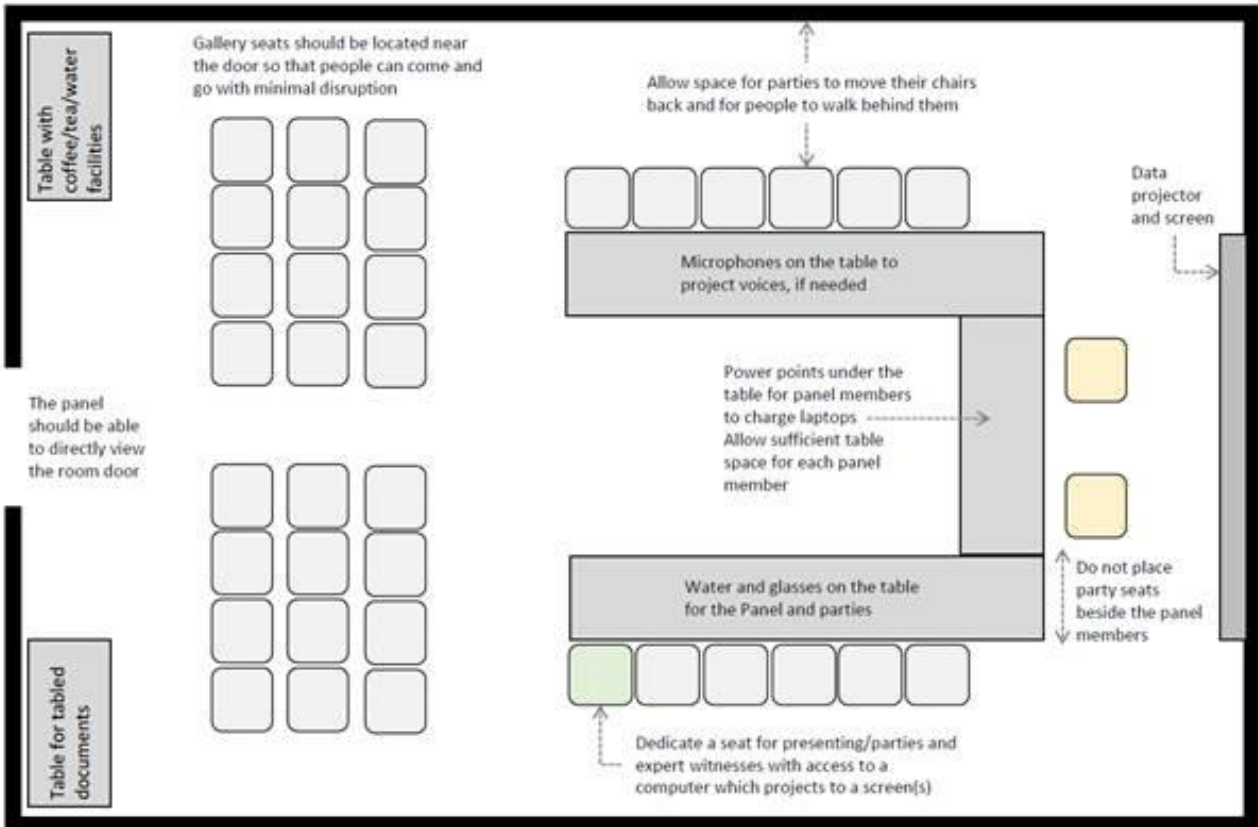 Table with
coffee/tea/water
facilities
Gallery seats should be located near
the door so that people can come and
go with minimal disruption
Allow space for parties to move their chairs
back and for people to walk behind them
Data
projector
and screen
Microphones on the table to
project voices, if needed
The panel
should be able
to directly view
the room door
Power points under the
table for panel members
to charge laptops
Allow sufficient table
space for each panel
member
Water and glasses on the table
for the Panel and parties
Do not place
party seats
beside the panel
members
Table for tabled
documents
Dedicate a seat for presenting/parties and
expert witnesses with access to a
computer which projects to a screen(s)